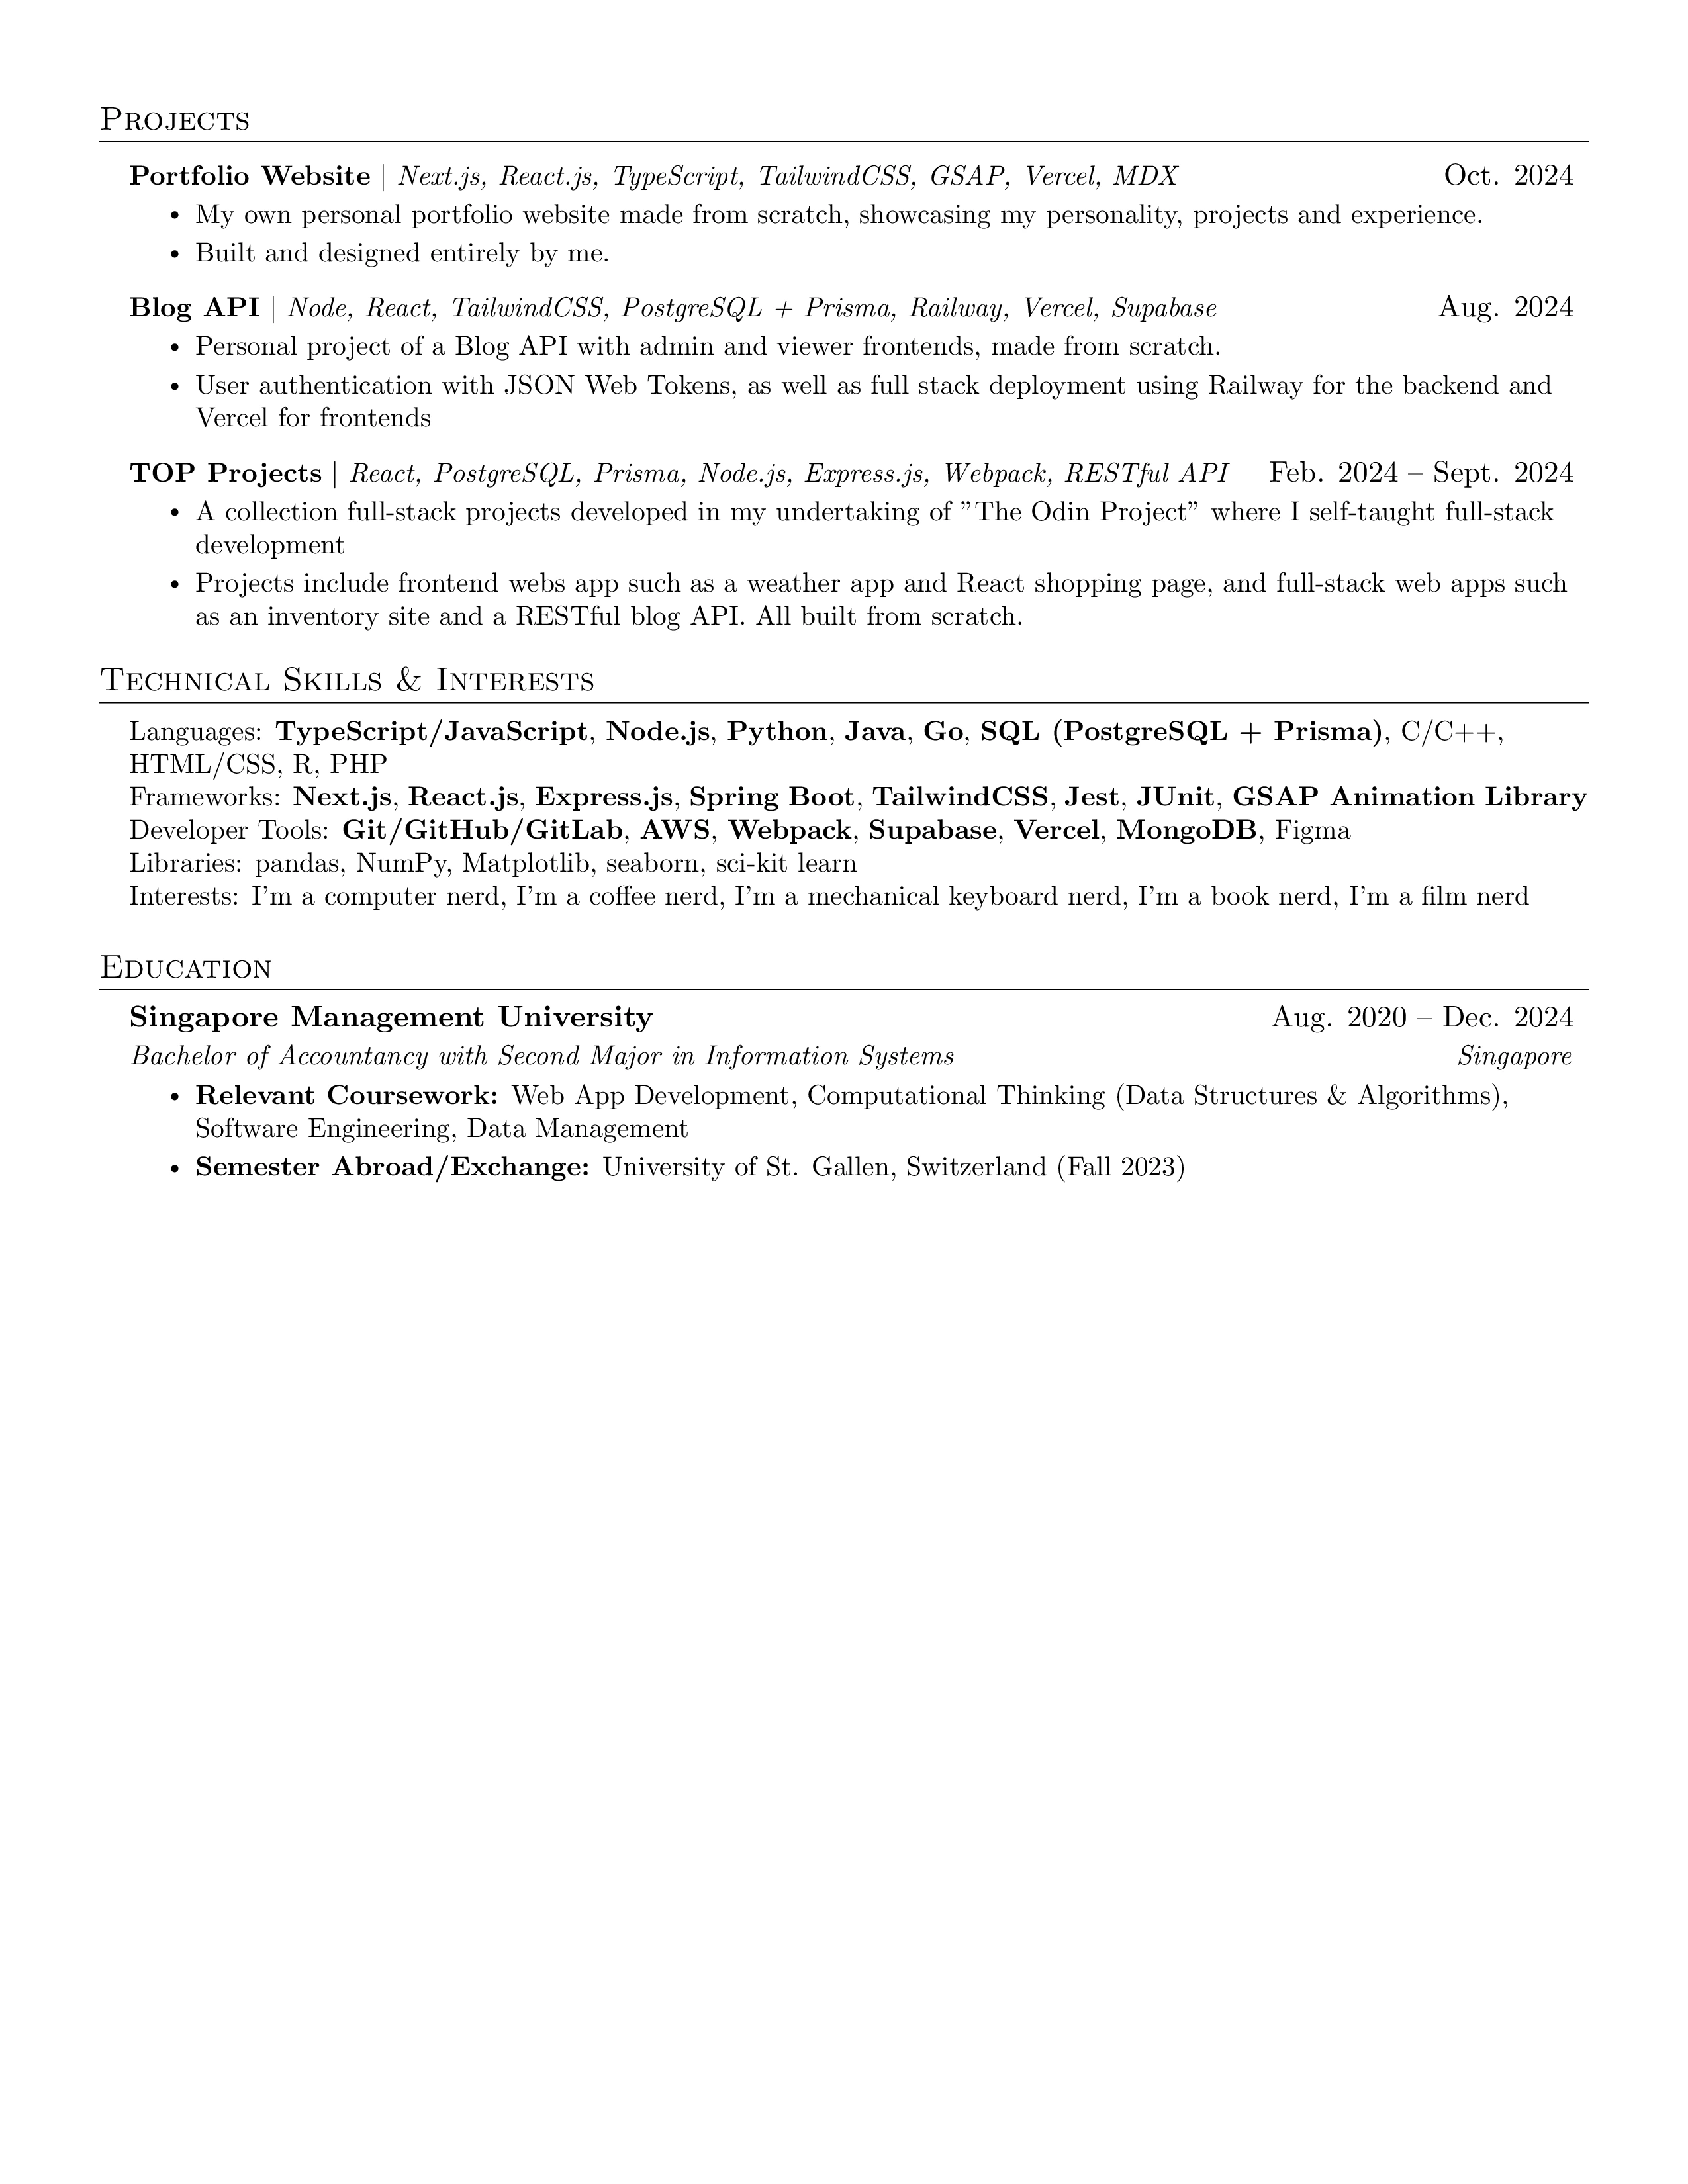 Projects
Portfolio Website | Next.js, React.js, TypeScript, TailwindCSS, GSAP, Vercel, MDX Oct. 2024
• My own personal portfolio website made from scratch, showcasing my personality, projects and experience.
• Built and designed entirely by me.
Blog API | Node, React, TailwindCSS, PostgreSQL + Prisma, Railway, Vercel, Supabase Aug. 2024
• Personal project of a Blog API with admin and viewer frontends, made from scratch.
• User authentication with JSON Web Tokens, as well as full stack deployment using Railway for the backend and
Vercel for frontends
TOP Projects | React, PostgreSQL, Prisma, Node.js, Express.js, Webpack, RESTful API Feb. 2024 – Sept. 2024
• A collection full-stack projects developed in my undertaking of ”The Odin Project” where I self-taught full-stack
development
• Projects include frontend webs app such as a weather app and React shopping page, and full-stack web apps such
as an inventory site and a RESTful blog API. All built from scratch.
Technical Skills & Interests
Languages: TypeScript/JavaScript, Node.js, Python, Java, Go, SQL (PostgreSQL + Prisma), C/C++,
HTML/CSS, R, PHP
Frameworks: Next.js, React.js, Express.js, Spring Boot, TailwindCSS, Jest, JUnit, GSAP Animation Library
Developer Tools: Git/GitHub/GitLab, AWS, Webpack, Supabase, Vercel, MongoDB, Figma
Libraries: pandas, NumPy, Matplotlib, seaborn, sci-kit learn
Interests: I’m a computer nerd, I’m a coffee nerd, I’m a mechanical keyboard nerd, I’m a book nerd, I’m a film nerd
Education
Singapore Management University Aug. 2020 – Dec. 2024
Bachelor of Accountancy with Second Major in Information Systems Singapore
• Relevant Coursework: Web App Development, Computational Thinking (Data Structures & Algorithms),
Software Engineering, Data Management
• Semester Abroad/Exchange: University of St. Gallen, Switzerland (Fall 2023)